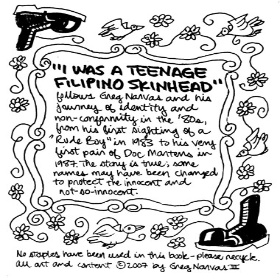 "I WAS A TEENAGE
FILIPINO SKINHEAD"
follows Greg Narvas and his
journey of identity and
non-conformity in the '80s,
from his first sighting of a
"Rude Boy" in 1983 to his very
first pair of Doc Martens in
1987. The story is true; some
names may have been changed
to protect the innocent and
not-so-innocent.
No staples have been used in this book - please recycle.
All art and content ©2007 by Greg Narvas III